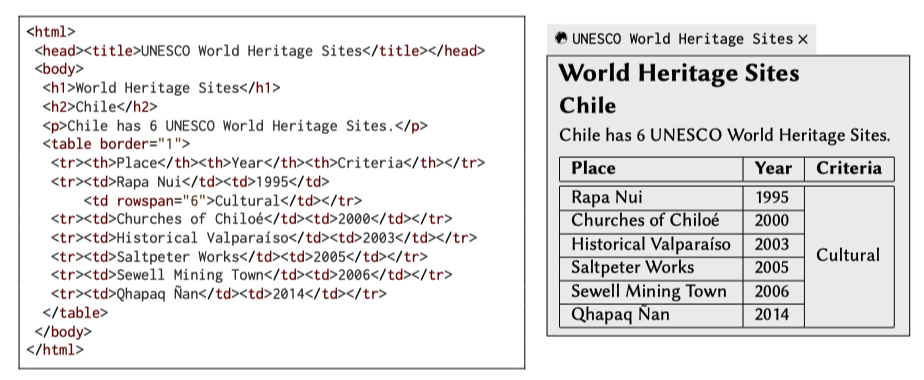 <html>
<head><title>UNESCO World Heritage Sites</title></head>
<body>
<h1>World Heritage Sites</h1>
<h2>Chile</h2>
<p>Chile has 6 UNESCO World Heritage Sites.</p>
<table border="1">
<tr><th>Place</th><th>Year</th><th>Criteria</th></tr>
<tr><td>Rapa Nui</td><td>1995</td>
<td rowspan="6">Cultural</td></tr>
<tr><td>Churches of Chiloé</td><td>2000</td></tr>
<tr><td>Historical Valparaíso</td><td>2003</td></tr>
<tr><td>Saltpeter Works</td><td>2005</td></tr>
<tr><td>Sewell Mining Town</td><td>2006</td></tr>
<tr><td>Qhapaq Ñan</td><td>2014</td></tr>
</table>
</body>
</html>
UNESCO World Heritage Sites ×
World Heritage Sites
Chile
Chile has 6 UNESCO World Heritage Sites.
Place Year Criteria
Rapa Nui 1995
Churches of Chiloé 2000
Historical Valparaíso 2003
Cultural
Saltpeter Works 2005
Sewell Mining Town 2006
Qhapaq Ñan 2014